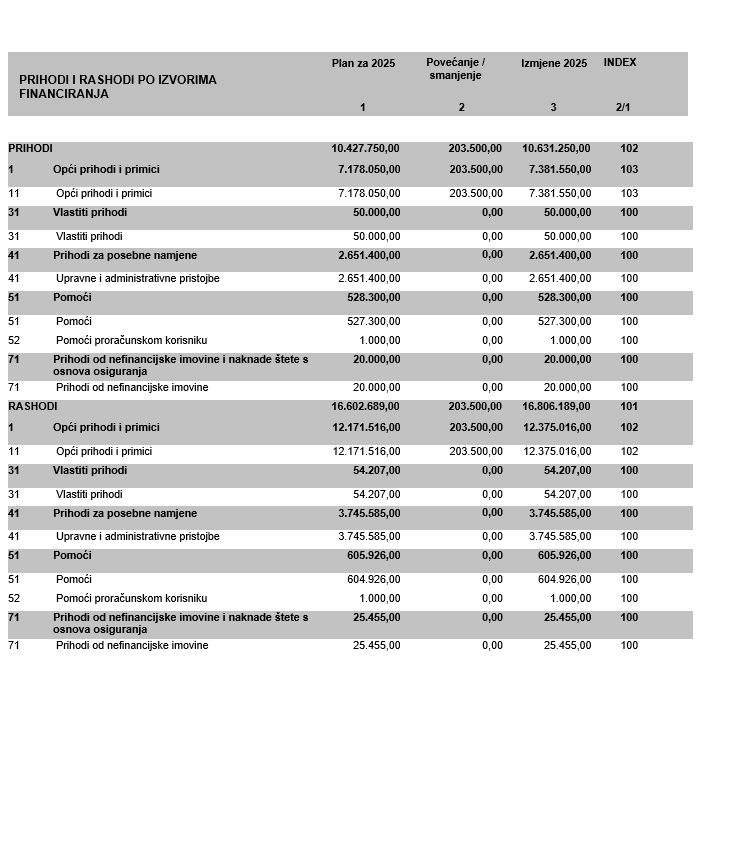 PRIHODI I RASHODI PO IZVORIMA
FINANCIRANJA
Plan za 2025 Povećanje / smanjenje Izmjene 2025 INDEX
1 2 3 2/1
PRIHODI 10.427.750,00 203.500,00 10.631.250,00 102
1 Opći prihodi i primici 7.178.050,00 203.500,00 7.381.550,00 103
11 Opći prihodi i primici 7.178.050,00 203.500,00 7.381.550,00 103
31 Vlastiti prihodi 50.000,00 0,00 50.000,00 100
31 Vlastiti prihodi 50.000,00 0,00 50.000,00 100
41 Prihodi za posebne namjene 2.651.400,00 0,00 2.651.400,00 100
41 Upravne i administrativne pristojbe 2.651.400,00 0,00 2.651.400,00 100
51 Pomoći 528.300,00 0,00 528.300,00 100
51 Pomoći 527.300,00 0,00 527.300,00 100
52 Pomoći proračunskom korisniku 1.000,00 0,00 1.000,00 100
71 Prihodi od nefinancijske imovine i naknade štete s 20.000,00 0,00 20.000,00 100
osnova osiguranja
71 Prihodi od nefinancijske imovine 20.000,00 0,00 20.000,00 100
RASHODI 16.602.689,00 203.500,00 16.806.189,00 101
1 Opći prihodi i primici 12.171.516,00 203.500,00 12.375.016,00 102
11 Opći prihodi i primici 12.171.516,00 203.500,00 12.375.016,00 102
31 Vlastiti prihodi 54.207,00 0,00 54.207,00 100
31 Vlastiti prihodi 54.207,00 0,00 54.207,00 100
41 Prihodi za posebne namjene 3.745.585,00 0,00 3.745.585,00 100
41 Upravne i administrativne pristojbe 3.745.585,00 0,00 3.745.585,00 100
51 Pomoći 605.926,00 0,00 605.926,00 100
51 Pomoći 604.926,00 0,00 604.926,00 100
52 Pomoći proračunskom korisniku 1.000,00 0,00 1.000,00 100
71 Prihodi od nefinancijske imovine i naknade štete s 25.455,00 0,00 25.455,00 100
osnova osiguranja
71 Prihodi od nefinancijske imovine 25.455,00 0,00 25.455,00 100